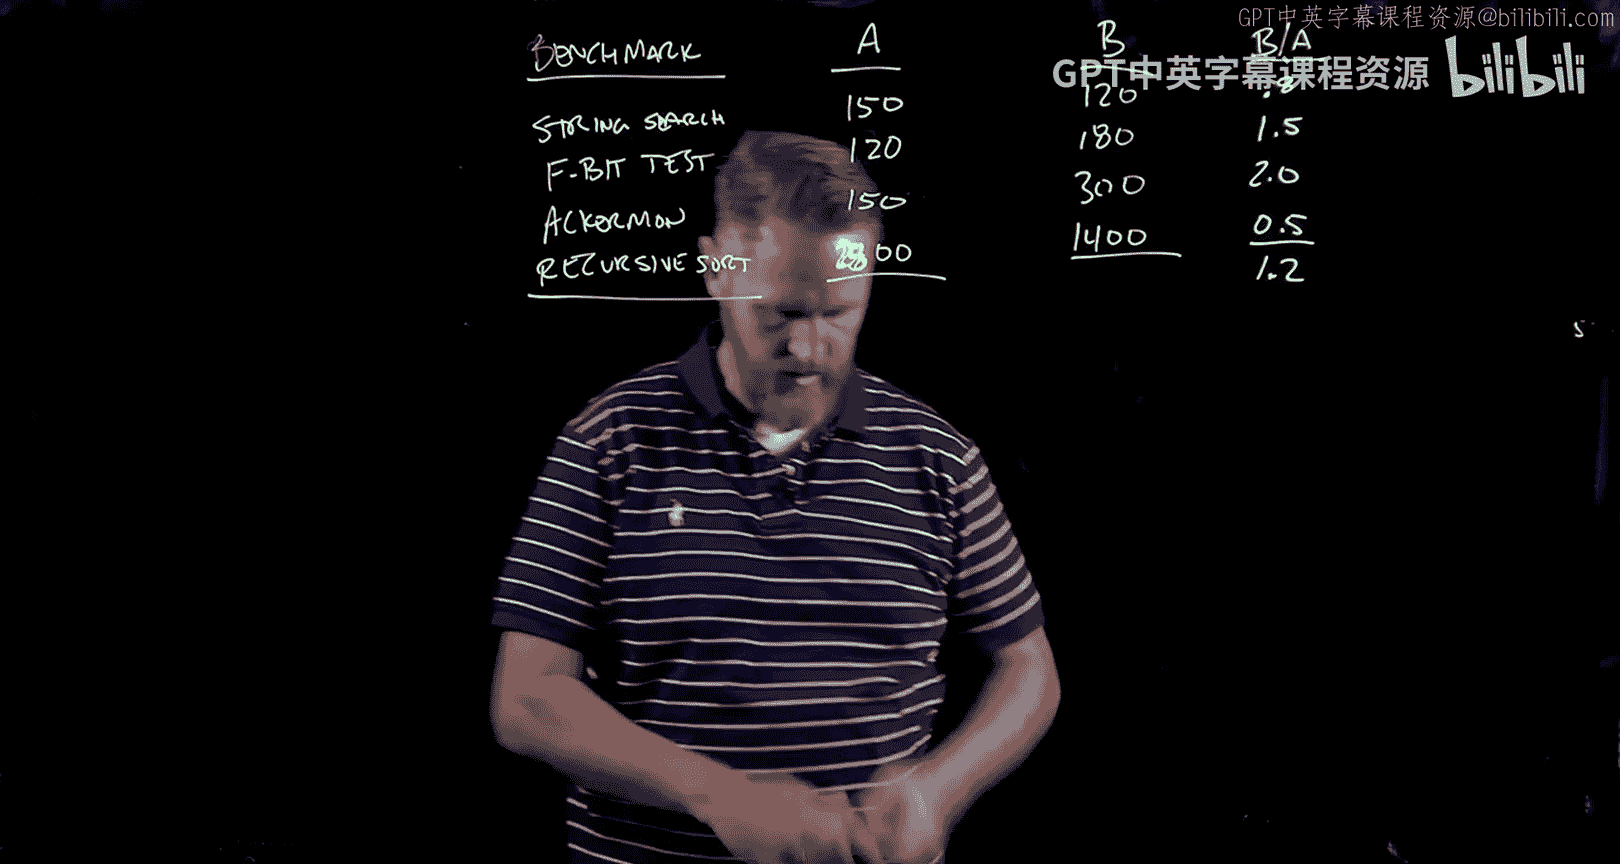 GPT中英字幕课程资源@bilibili.com
GPT中英字幕课程资源 bilibili
BENCHMARK A B B/A
STRING SEARCH 150 120 .8
F-BIT TEST 120 180 1.5
ACKERMON 150 300 2.0
RECURSIVE SORT 00 1400 0.5
1.2
5